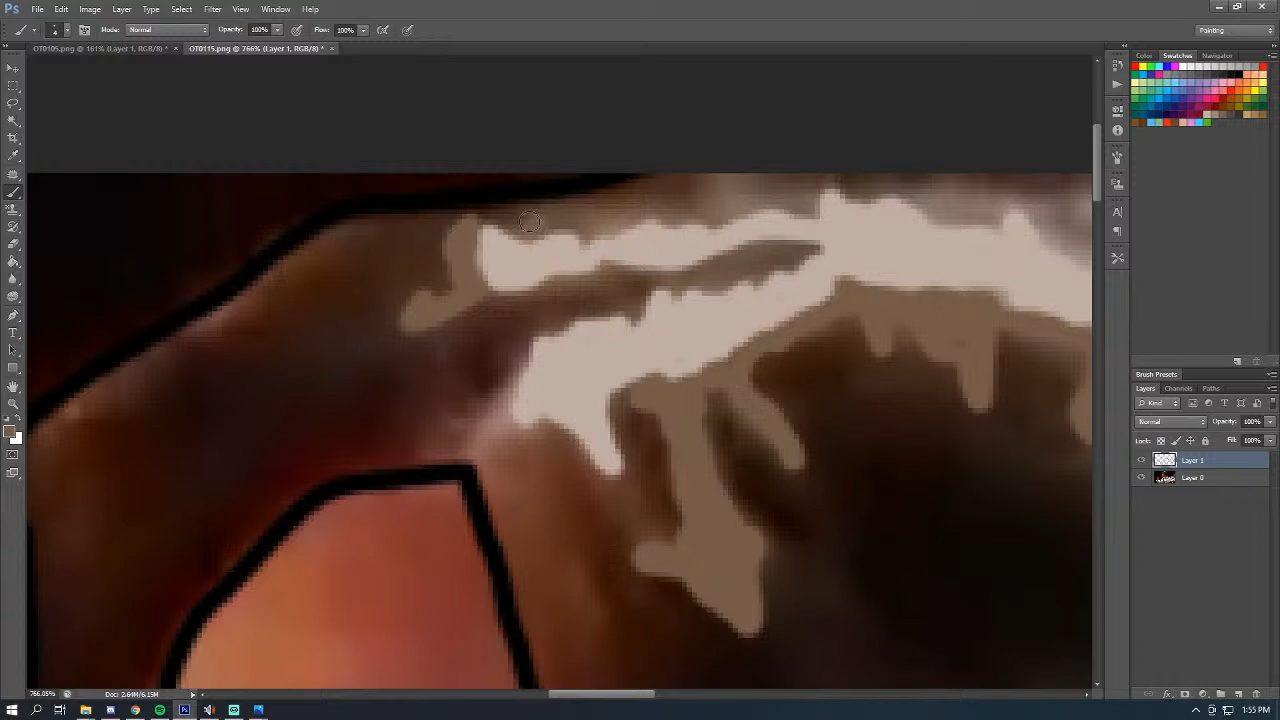 Ps File Edit Image Layer Type Select Filter View Window Help
4 Mode: Normal Opacity: 100% Flow: 100% Painting
OT0105.png @ 161% (Layer 1, RGB/8) * × OT0115.png @ 766% (Layer 1, RGB/8) * ×
Color Swatches Navigator
Brush Presets
Layers Channels Paths
Kind
Normal Opacity: 100%
Lock: Fill: 100%
Layer 1
Layer 0
766.05% Doc: 2.64M/6.15M
1:55 PM